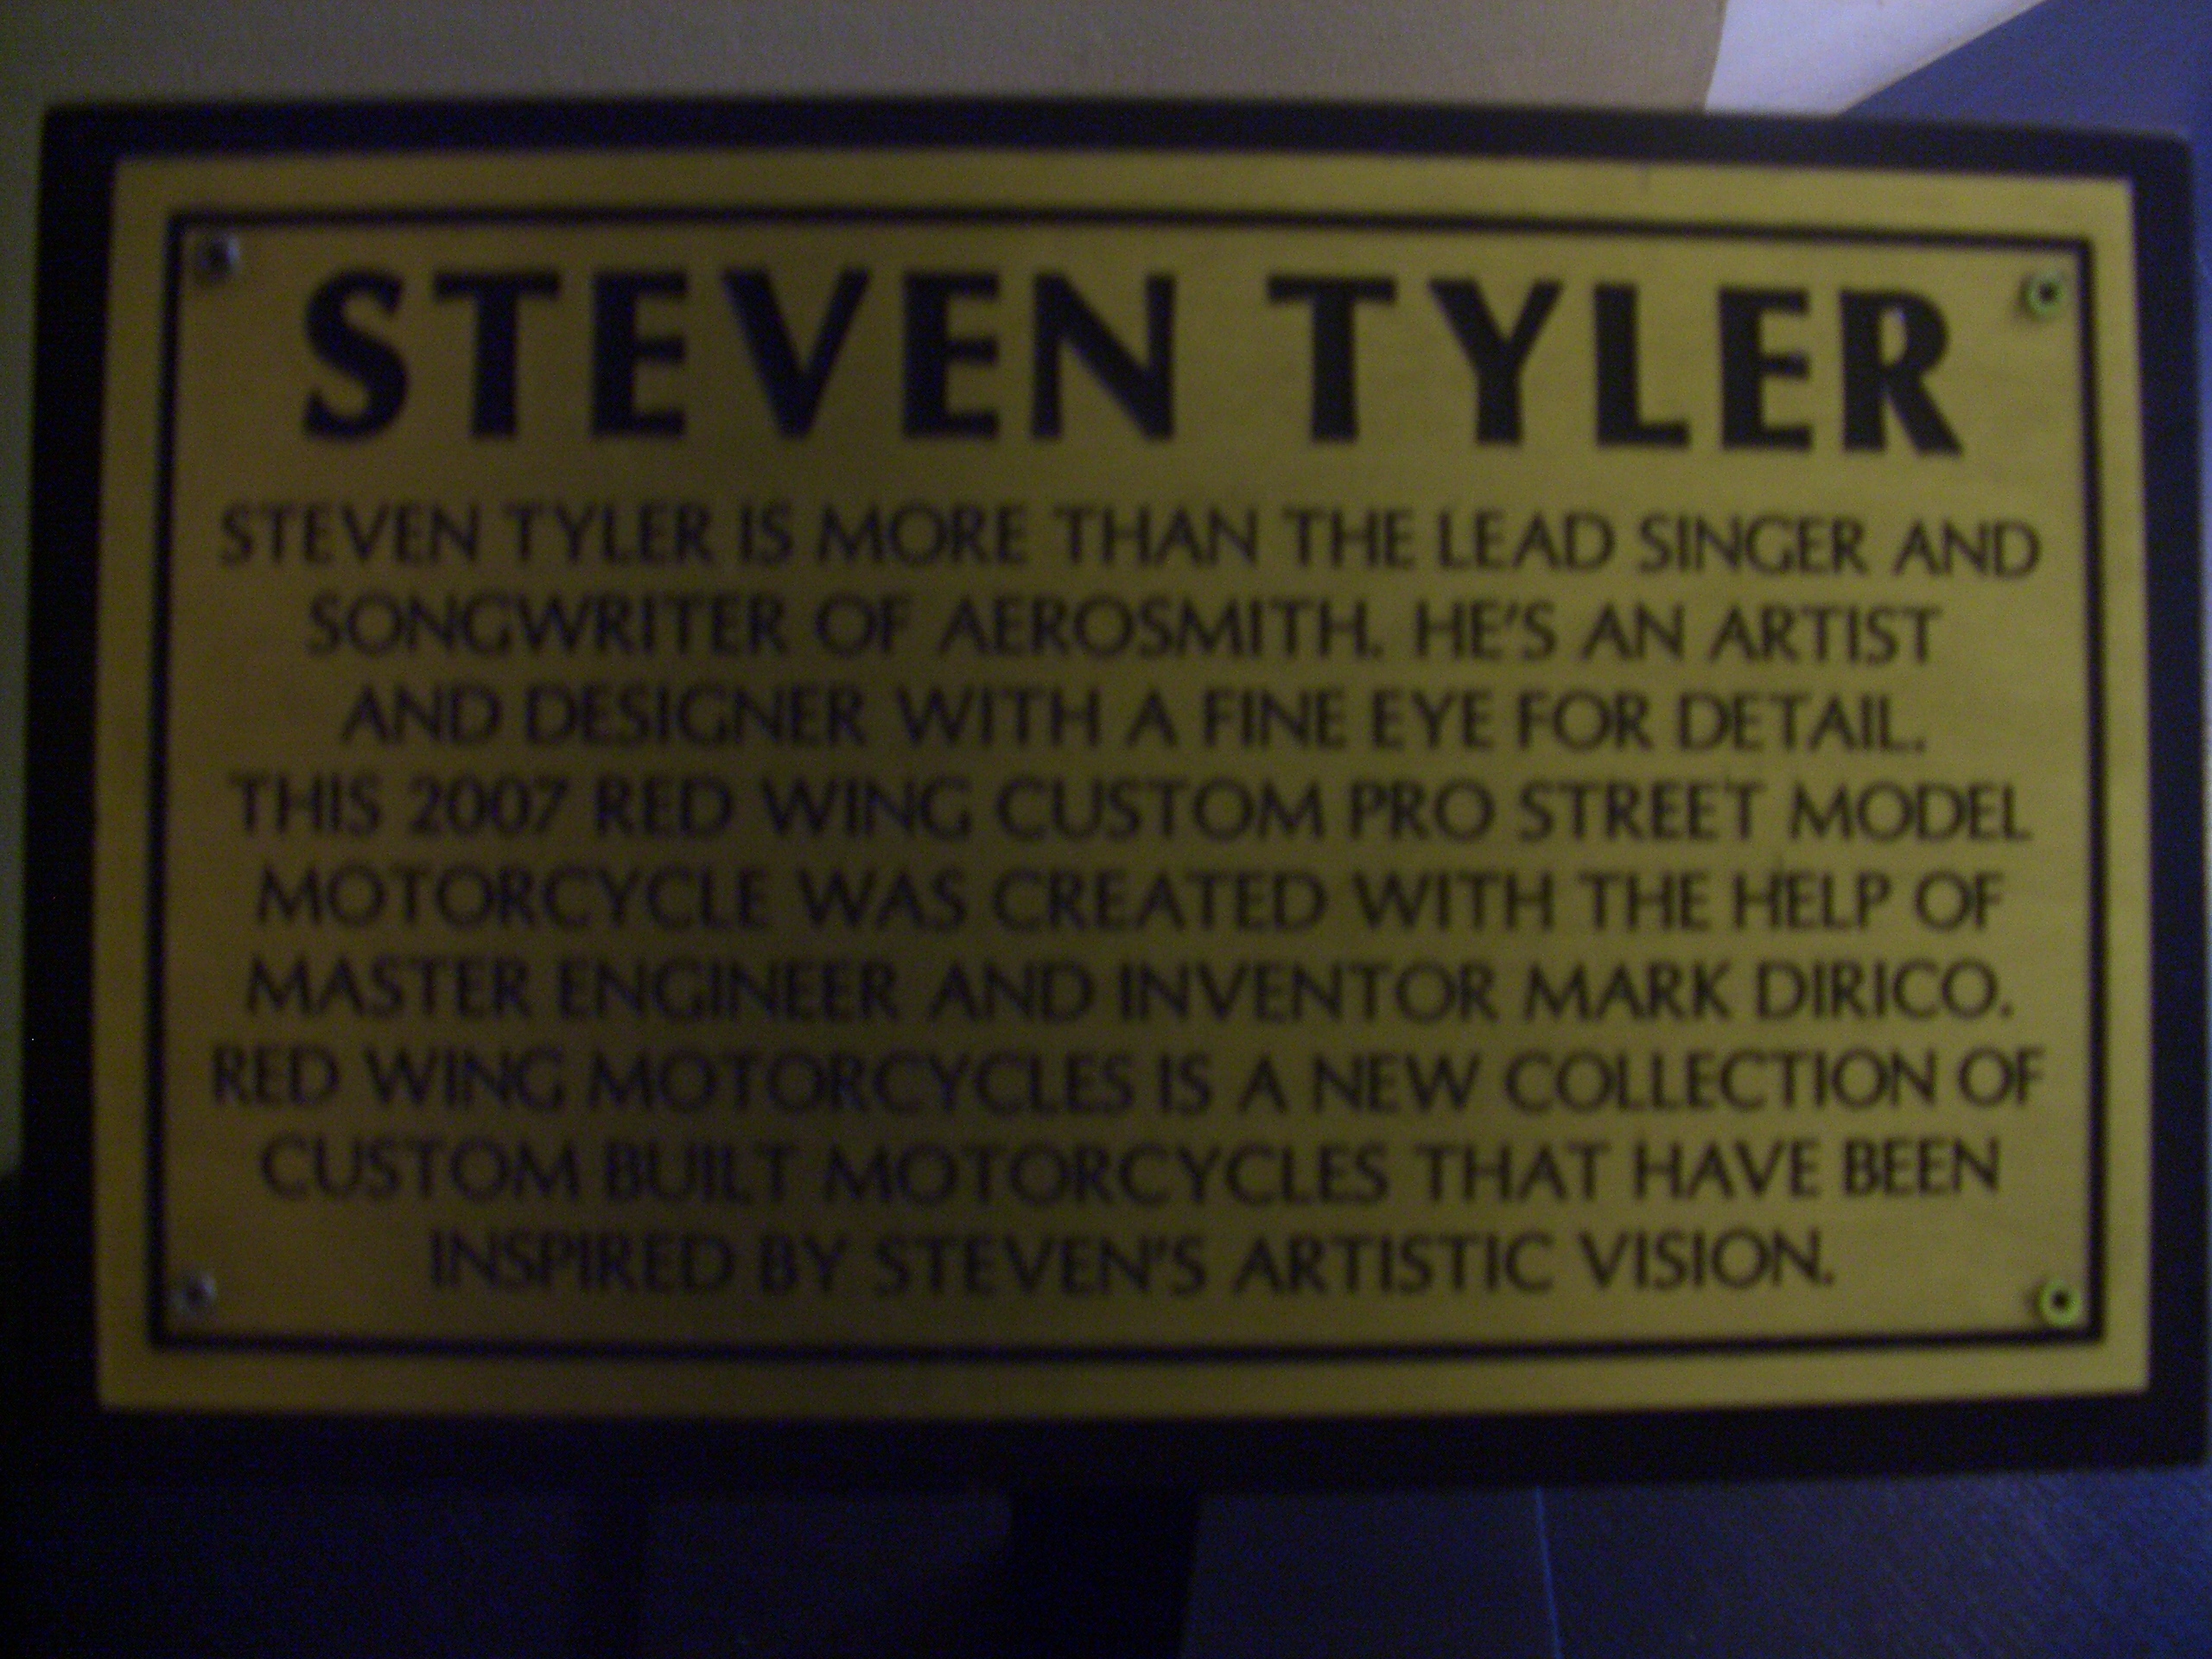 STEVEN TYLER
STEVEN TYLER IS MORE THAN THE LEAD SINGER AND
SONGWRITER OF AEROSMITH. HE'S AN ARTIST
AND DESIGNER WITH A FINE EYE FOR DETAIL.
THIS 2007 RED WING CUSTOM PRO STREET MODEL
MOTORCYCLE WAS CREATED WITH THE HELP OF
MASTER ENGINEER AND INVENTOR MARK DIRICO.
RED WING MOTORCYCLES IS A NEW COLLECTION OF
CUSTOM BUILT MOTORCYCLES THAT HAVE BEEN
INSPIRED BY STEVEN'S ARTISTIC VISION.